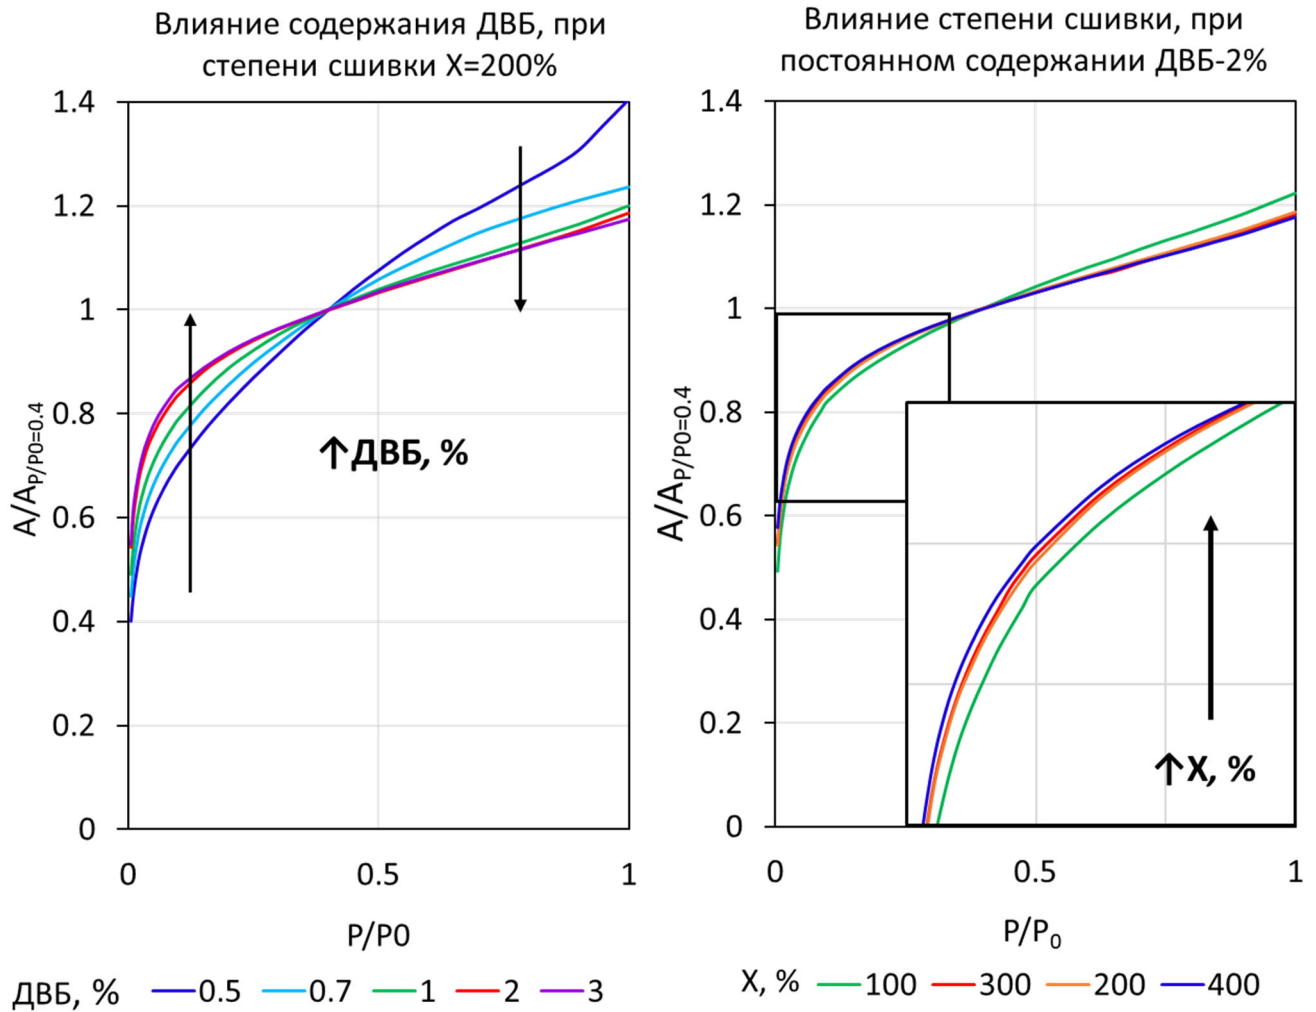 Влияние содержания ДВБ, при
степени сшивки X=200%
1.4
1.2
1
0.8
0.6
0.4
0.2
0
0
0.5
1
A/A_P/P0=0.4
↑ДВБ, %
P/P0
ДВБ, % 0.5 0.7 1 2 3
Влияние степени сшивки, при
постоянном содержании ДВБ-2%
1.4
1.2
1
0.8
0.6
0.4
0.2
0
0
0.5
1
A/A_P/P0=0.4
↑X, %
P/P₀
X, % 100 300 200 400